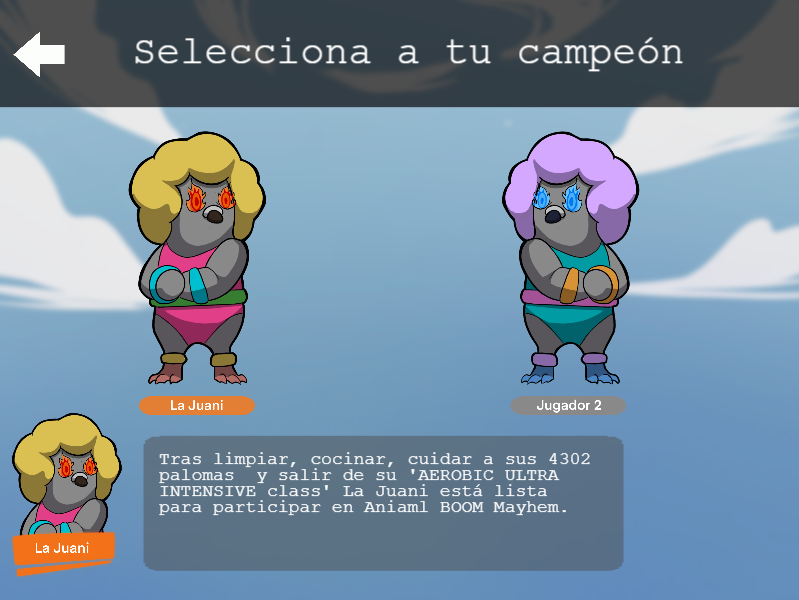 Selecciona a tu campeón
La Juani
Jugador 2
Tras limpiar, cocinar, cuidar a sus 4302
palomas  y salir de su 'AEROBIC ULTRA
INTENSIVE class' La Juani está lista
para participar en Aniaml BOOM Mayhem.
La Juani